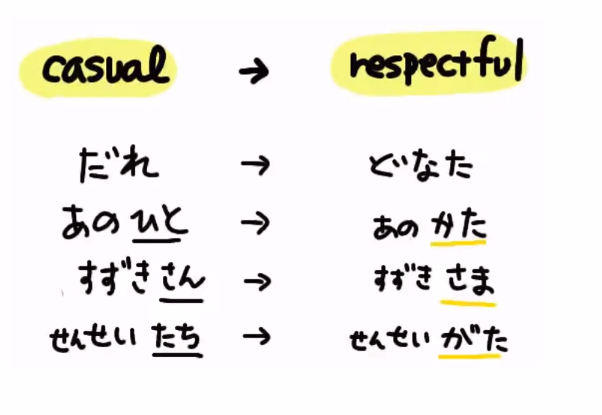 casual → respectful
だれ → どなた
あのひと → あのかた
すずきさん → すずきさま
せんせいたち → せんせいがた